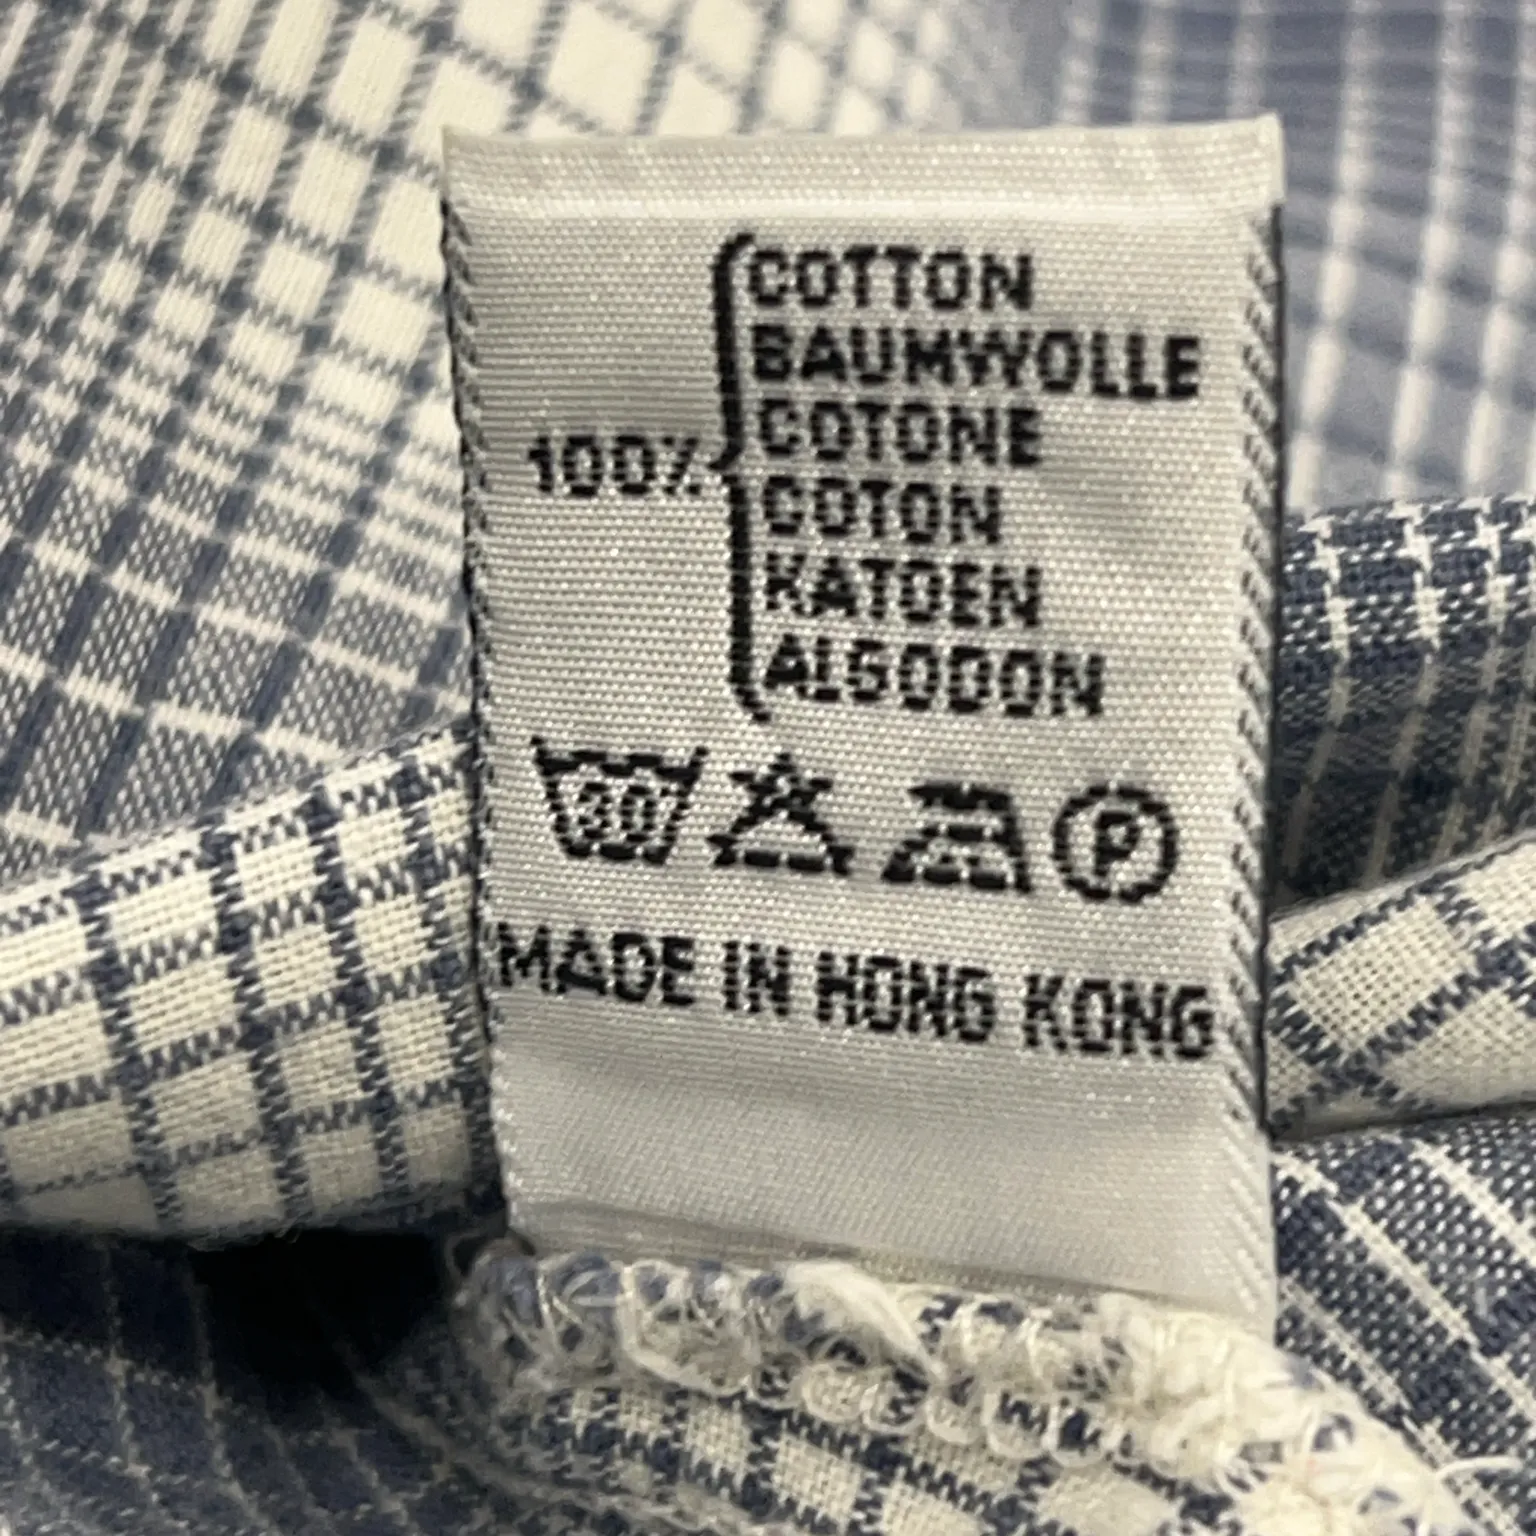 COTTON
BAUMWOLLE
COTONE
100% COTON
KATOEN
ALGODON
30°
P
MADE IN HONG KONG